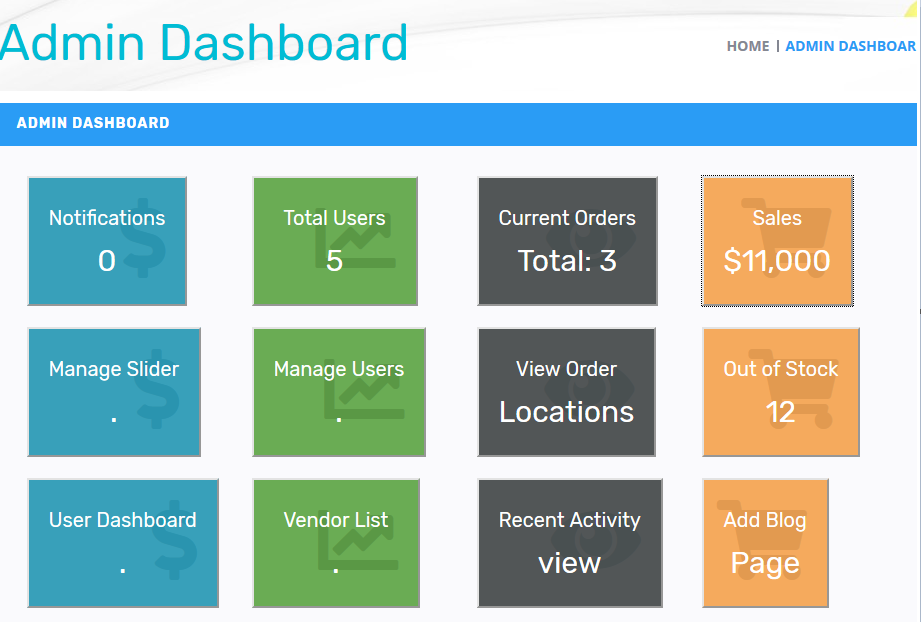 Admin Dashboard
HOME | ADMIN DASHBOAR
ADMIN DASHBOARD
Notifications
0
Total Users
5
Current Orders
Total: 3
Sales
$11,000
Manage Slider
.
Manage Users
.
View Order
Locations
Out of Stock
12
User Dashboard
.
Vendor List
.
Recent Activity
view
Add Blog
Page